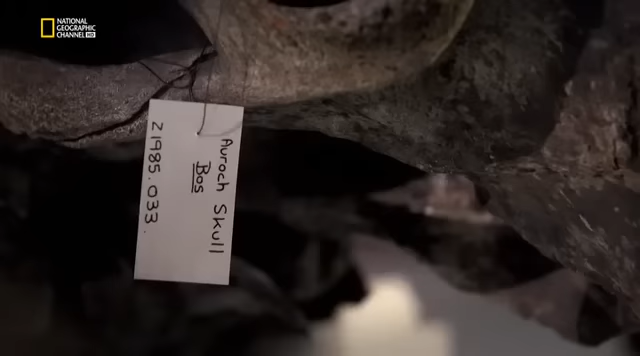 NATIONAL
GEOGRAPHIC
CHANNEL HD
Auroch Skull
Bos
Z1985.033.